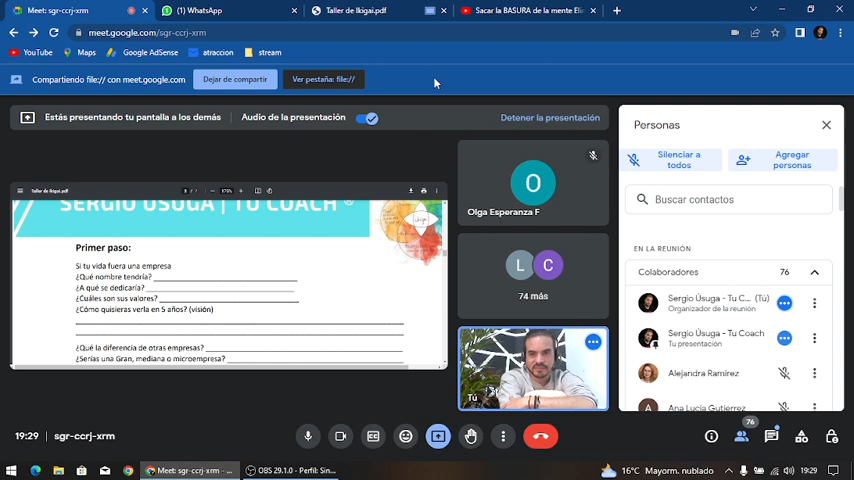 Meet: sgr-ccrj-xrm
(1) WhatsApp
Taller de Ikigai.pdf
Sacar la BASURA de la mente Elin
meet.google.com/sgr-ccrj-xrm
YouTube
Maps
Google AdSense
atraccion
stream
Compartiendo file:// con meet.google.com
Dejar de compartir
Ver pestaña: file://
Estás presentando tu pantalla a los demás
Audio de la presentación
Detener la presentación
Taller de Ikigai.pdf
175%
SERGIO ÚSUGA | TU COACH ®
Primer paso:
Si tu vida fuera una empresa
¿Qué nombre tendría?
¿A qué se dedicaría?
¿Cuáles son sus valores?
¿Cómo quisieras verla en 5 años? (visión)
¿Qué la diferencia de otras empresas?
¿Serías una Gran, mediana o microempresa?
O
Olga Esperanza F
L C
74 más
Tú
Personas
Silenciar a todos
Agregar personas
Buscar contactos
EN LA REUNIÓN
Colaboradores 76
Sergio Úsuga - Tu C... (Tú)
Organizador de la reunión
Sergio Úsuga - Tu Coach
Tu presentación
Alejandra Ramirez
A
Ana Lucía Gutierrez
19:29
sgr-ccrj-xrm
76
Meet: sgr-ccrj-xrm - ...
OBS 29.1.0 - Perfil: Sin...
16°C Mayorm. nublado
19:29